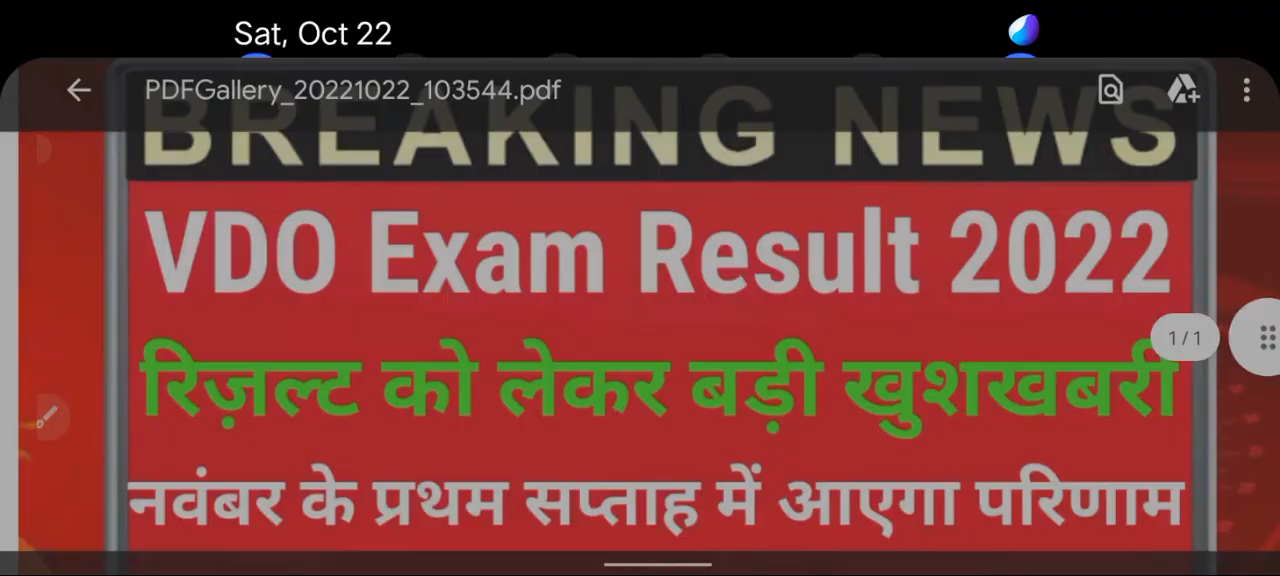 Sat, Oct 22
PDFGallery_20221022_103544.pdf
BREAKING NEWS
VDO Exam Result 2022
1/1
रिज़ल्ट को लेकर बड़ी खुशखबरी
नवंबर के प्रथम सप्ताह में आएगा परिणाम